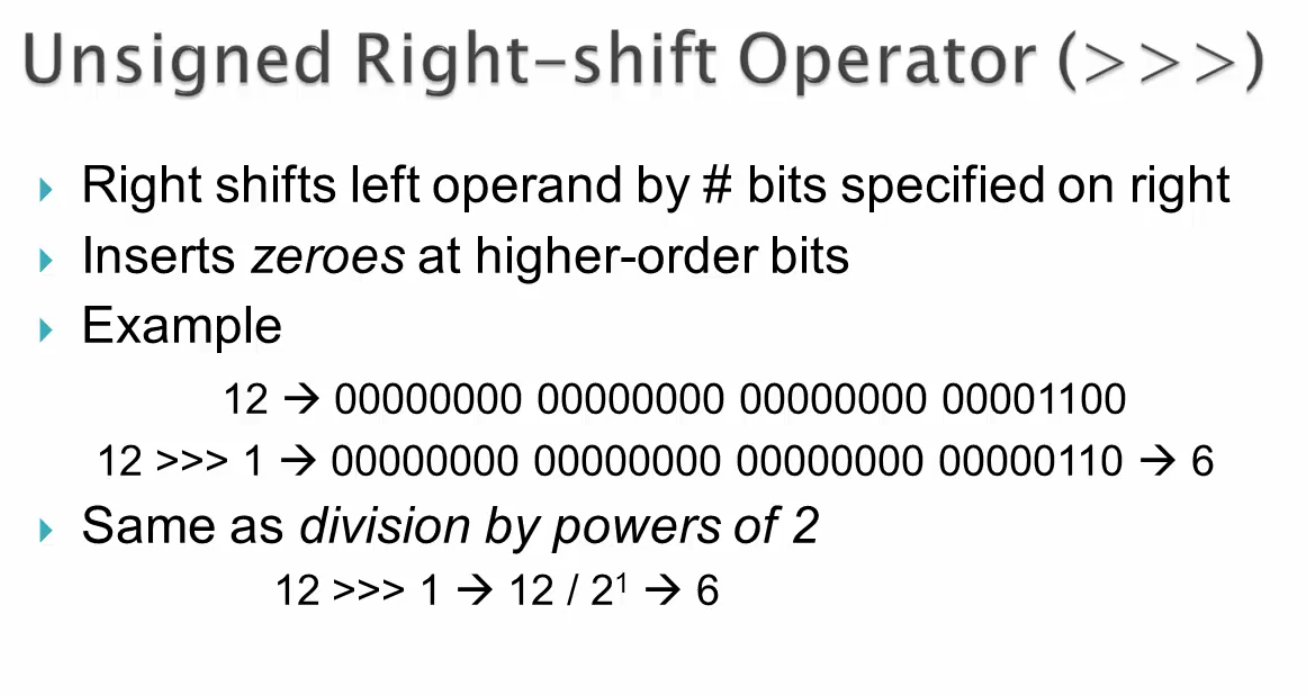 Unsigned Right-shift Operator (>>>)
Right shifts left operand by # bits specified on right
Inserts zeroes at higher-order bits
Example
12 → 00000000 00000000 00000000 00001100
12 >>> 1 → 00000000 00000000 00000000 00000110 → 6
Same as division by powers of 2
12 >>> 1 → 12 / 2¹ → 6